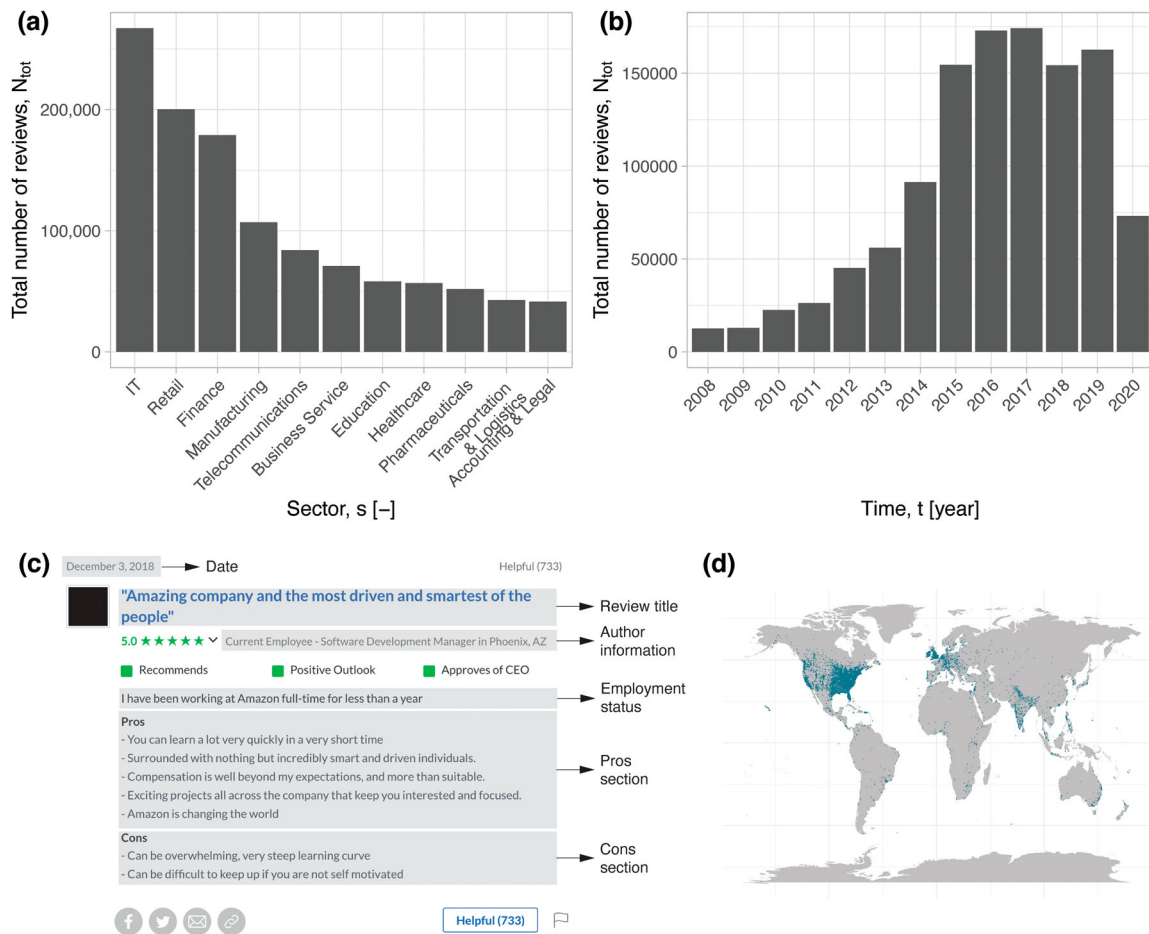 (a)
Total number of reviews, Ntot
200,000
100,000
0
IT
Retail
Finance
Manufacturing
Telecommunications
Business Service
Education
Healthcare
Pharmaceuticals
Transportation
& Logistics
Accounting & Legal
Sector, s [–]
(b)
Total number of reviews, Ntot
150000
100000
50000
0
2008
2009
2010
2011
2012
2013
2014
2015
2016
2017
2018
2019
2020
Time, t [year]
(c)
December 3, 2018
Date
Helpful (733)
"Amazing company and the most driven and smartest of the
people"
Review title
5.0
Current Employee - Software Development Manager in Phoenix, AZ
Author
information
Recommends
Positive Outlook
Approves of CEO
I have been working at Amazon full-time for less than a year
Employment
status
Pros
- You can learn a lot very quickly in a very short time
- Surrounded with nothing but incredibly smart and driven individuals.
- Compensation is well beyond my expectations, and more than suitable.
- Exciting projects all across the company that keep you interested and focused.
- Amazon is changing the world
Pros
section
Cons
- Can be overwhelming, very steep learning curve
- Can be difficult to keep up if you are not self motivated
Cons
section
Helpful (733)
(d)